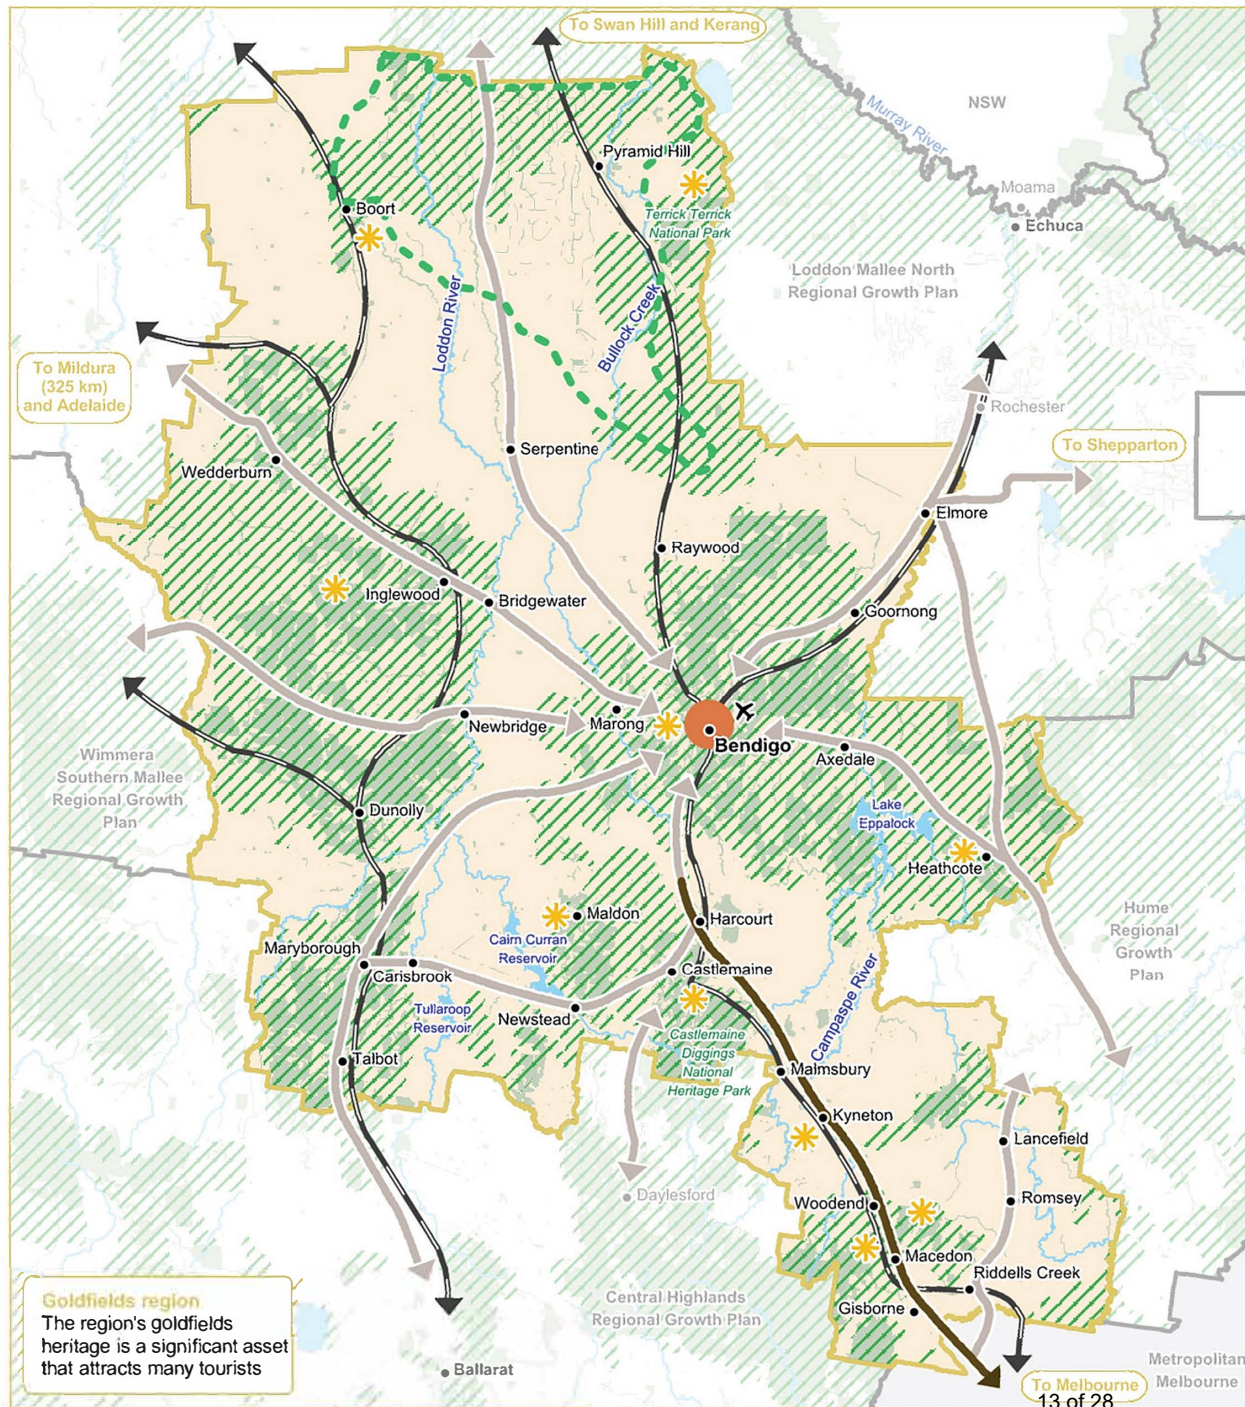 To Swan Hill and Kerang
NSW
Murray River
Pyramid Hill
Moama
Boort
Terrick Terrick
National Park
Echuca
Loddon Mallee North
Regional Growth Plan
Loddon River
Bullock Creek
To Mildura
(325 km)
and Adelaide
Rochester
To Shepparton
Serpentine
Wedderburn
Elmore
Raywood
Inglewood
Bridgewater
Goornong
Newbridge
Marong
Bendigo
Axedale
Wimmera
Southern Mallee
Regional Growth
Plan
Dunolly
Lake
Eppalock
Heathcote
Maldon
Harcourt
Hume
Regional
Growth
Plan
Maryborough
Carisbrook
Cairn Curran
Reservoir
Castlemaine
Campaspe River
Tullaroop
Reservoir
Newstead
Castlemaine
Diggings
National
Heritage Park
Talbot
Malmsbury
Kyneton
Lancefield
Daylesford
Woodend
Romsey
Macedon
Riddells Creek
Gisborne
Central Highlands
Regional Growth Plan
Goldfields region
The region's goldfields
heritage is a significant asset
that attracts many tourists
Ballarat
Metropolitan
Melbourne
To Melbourne
13 of 28